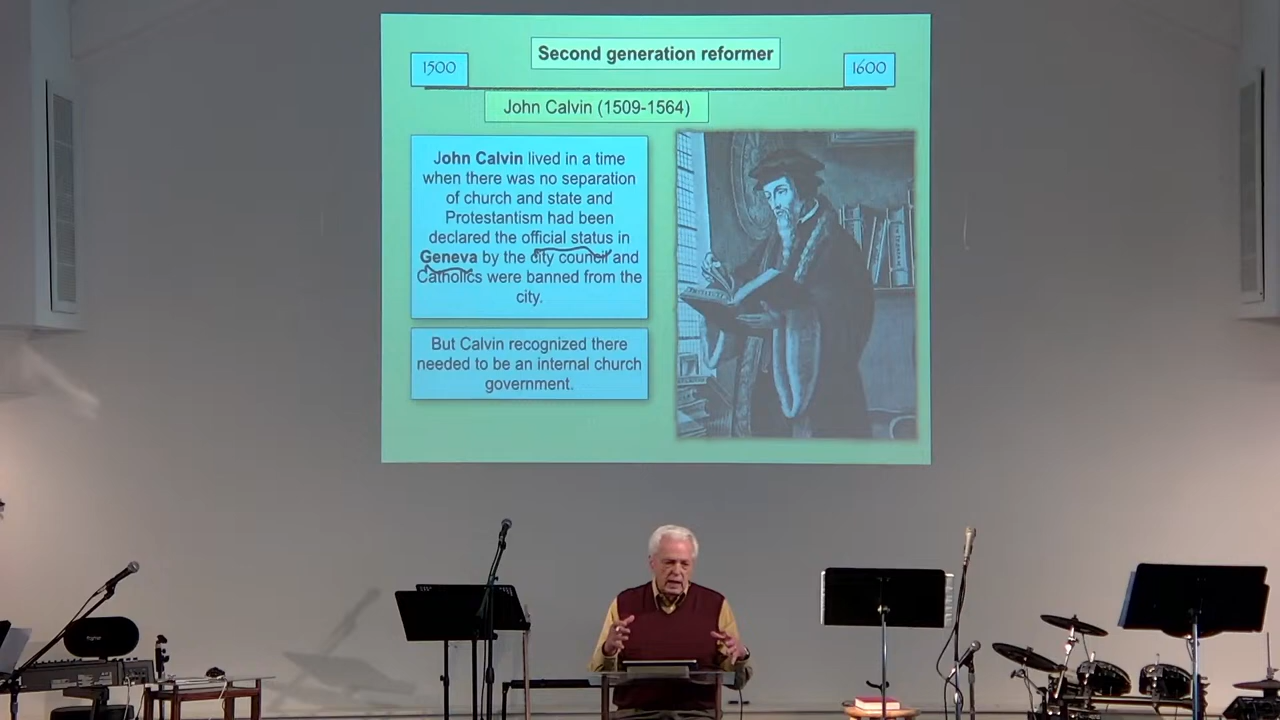 Second generation reformer
1500
1600
John Calvin (1509-1564)
John Calvin lived in a time
when there was no separation
of church and state and
Protestantism had been
declared the official status in
Geneva by the city council and
Catholics were banned from the
city.
But Calvin recognized there
needed to be an internal church
government.